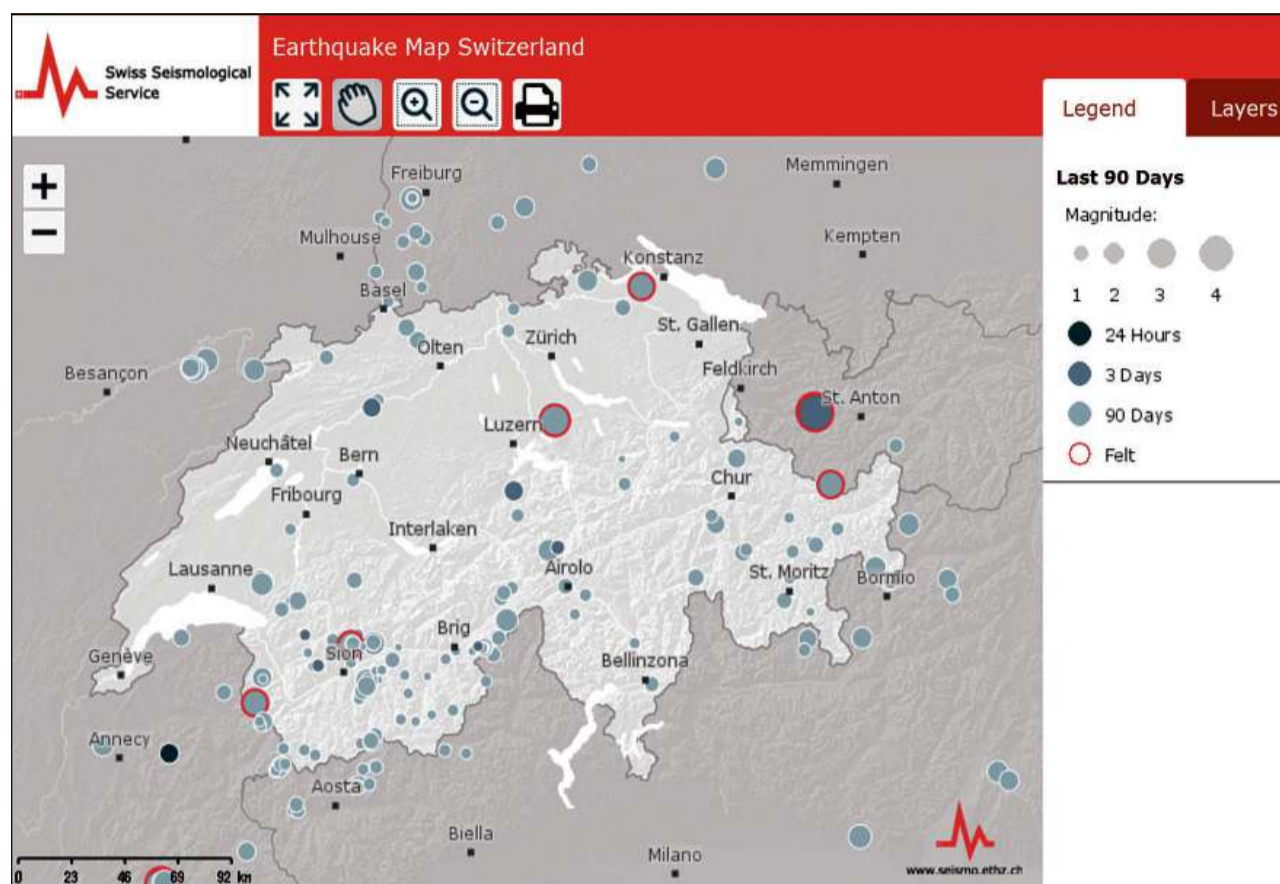 Swiss Seismological
Service
Earthquake Map Switzerland
Legend
Layers
Last 90 Days
Magnitude:
1 2 3 4
24 Hours
3 Days
90 Days
Felt
+
−
Freiburg
Memmingen
Mulhouse
Kempten
Konstanz
Basel
St. Gallen
Zürich
Olten
Feldkirch
Besançon
St. Anton
Luzern
Neuchâtel
Bern
Chur
Fribourg
Interlaken
Lausanne
Airolo
St. Moritz
Bormio
Brig
Genève
Sion
Bellinzona
Annecy
Aosta
Biella
Milano
www.seismo.ethz.ch
0 23 46 69 92 km